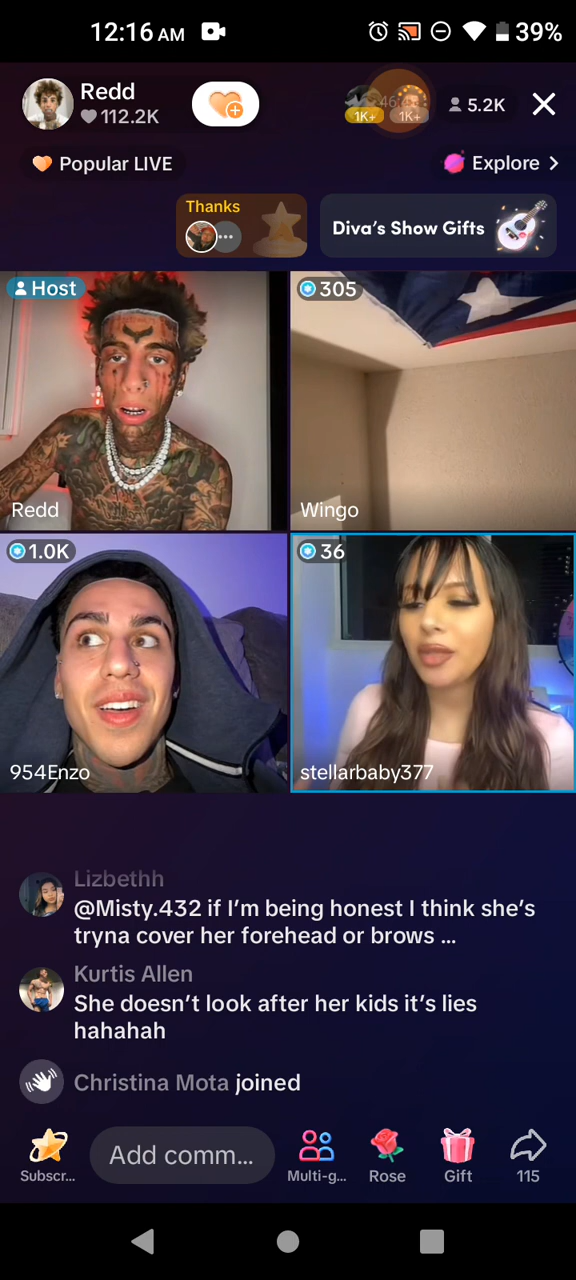 12:16 AM
39%
Redd
112.2K
1K+
1K+
5.2K
Popular LIVE
Explore >
Thanks
Diva's Show Gifts
Host
305
Redd
Wingo
1.0K
36
954Enzo
stellarbaby377
Lizbethh
@Misty.432 if I'm being honest I think she's
tryna cover her forehead or brows ...
Kurtis Allen
She doesn't look after her kids it's lies
hahahah
Christina Mota joined
Add comm...
Subscr...
Multi-g...
Rose
Gift
115